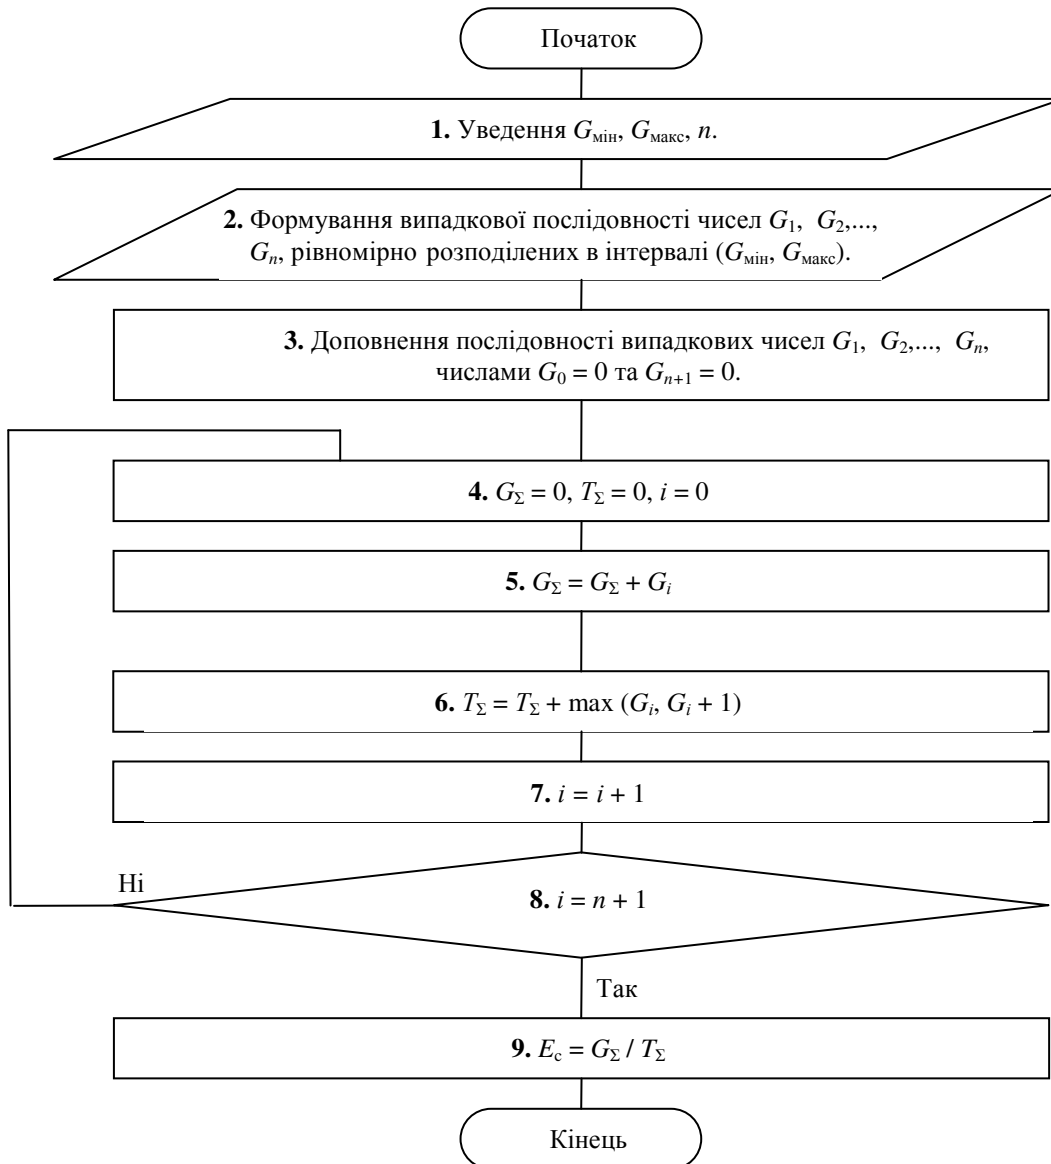 Початок
1. Уведення Gмін, Gмакс, n.
2. Формування випадкової послідовності чисел G1, G2,...,
Gn, рівномірно розподілених в інтервалі (Gмін, Gмакс).
3. Доповнення послідовності випадкових чисел G1, G2,..., Gn,
числами G0 = 0 та Gn+1 = 0.
4. GΣ = 0, TΣ = 0, i = 0
5. GΣ = GΣ + Gi
6. TΣ = TΣ + max (Gi, Gi + 1)
7. i = i + 1
Ні
8. i = n + 1
Так
9. Eс = GΣ / TΣ
Кінець